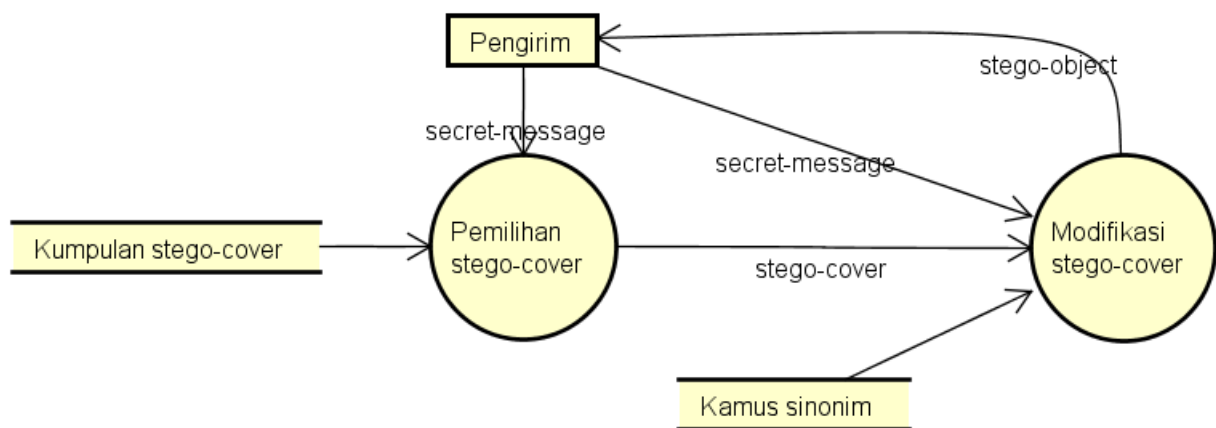 Pengirim
stego-object
secret-message
secret-message
Pemilihan
stego-cover
Kumpulan stego-cover
stego-cover
Modifikasi
stego-cover
Kamus sinonim